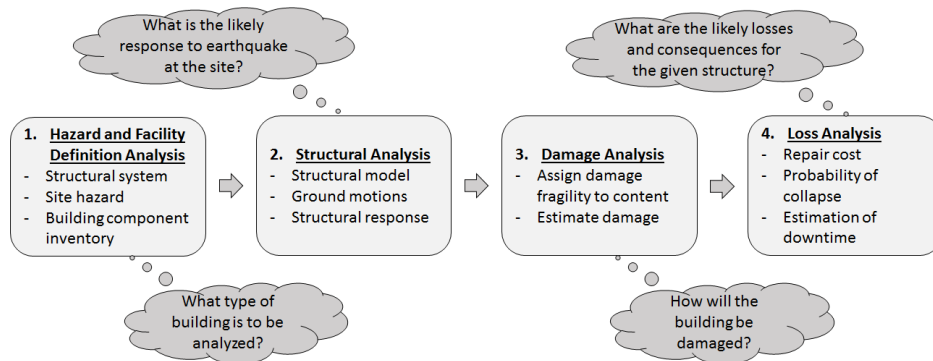 What is the likely
response to earthquake
at the site?
What are the likely losses
and consequences for
the given structure?
1. Hazard and Facility
Definition Analysis
- Structural system
- Site hazard
- Building component
inventory
2. Structural Analysis
- Structural model
- Ground motions
- Structural response
3. Damage Analysis
- Assign damage
fragility to content
- Estimate damage
4. Loss Analysis
- Repair cost
- Probability of
collapse
- Estimation of
downtime
What type of
building is to be
analyzed?
How will the
building be
damaged?